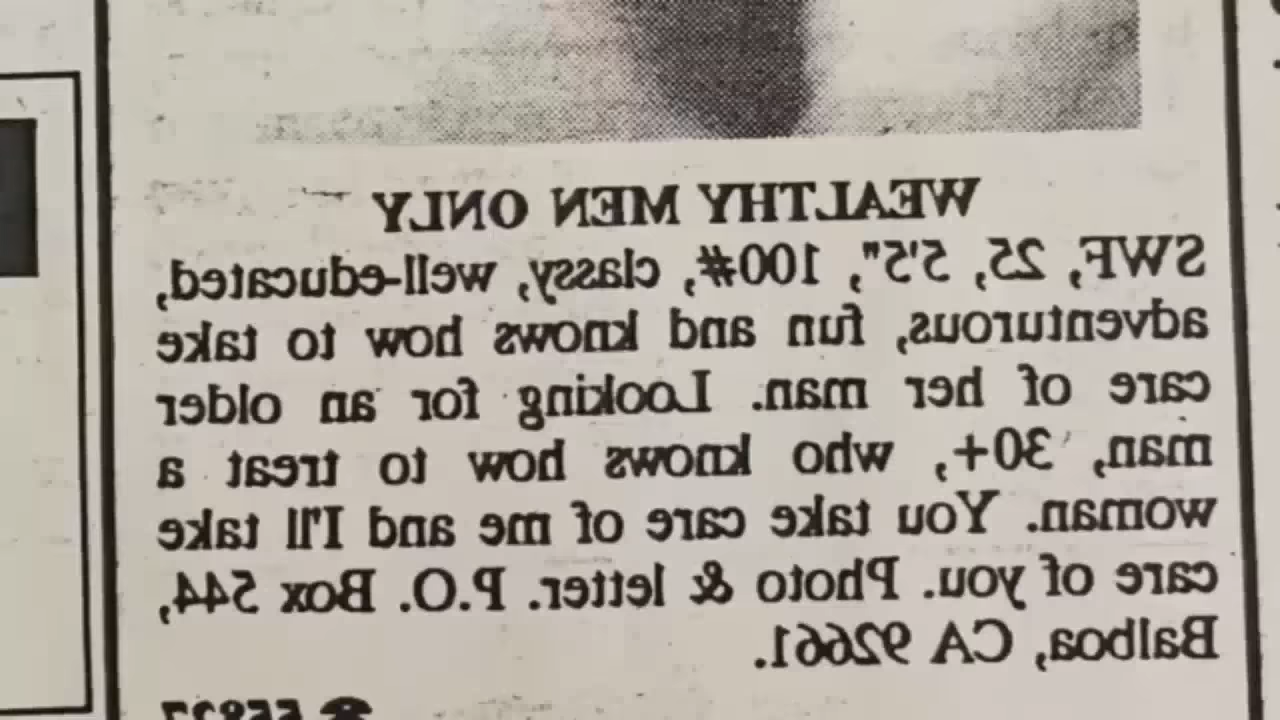 WEALTHY MEN ONLY
SWF, 25, 5'5", 100#, classy, well-educated,
adventurous, fun and knows how to take
care of her man. Looking for an older
man, 30+, who knows how to treat a
woman. You take care of me and I'll take
care of you. Photo & letter. P.O. Box 544,
Balboa, CA 92661.